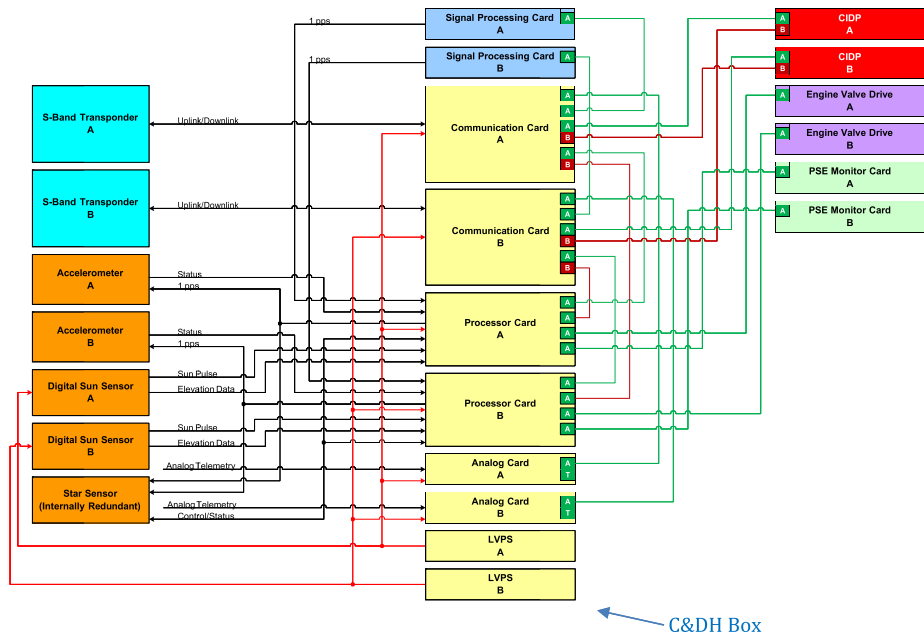 1 pps
Signal Processing Card
A
A
A
CIDP
A
B
1 pps
Signal Processing Card
B
A
A
CIDP
B
B
S-Band Transponder
A
Uplink/Downlink
Communication Card
A
A
A
A
B
A
B
A
Engine Valve Drive
A
A
Engine Valve Drive
B
A
PSE Monitor Card
A
S-Band Transponder
B
Uplink/Downlink
Communication Card
B
A
A
A
B
A
B
A
PSE Monitor Card
B
Accelerometer
A
Status
1 pps
Processor Card
A
A
A
A
A
Accelerometer
B
Status
1 pps
Digital Sun Sensor
A
Sun Pulse
Elevation Data
Processor Card
B
A
A
A
A
Digital Sun Sensor
B
Sun Pulse
Elevation Data
Analog Telemetry
Analog Card
A
A
T
Star Sensor
(Internally Redundant)
Analog Telemetry
Control/Status
Analog Card
B
A
T
LVPS
A
LVPS
B
C&DH Box